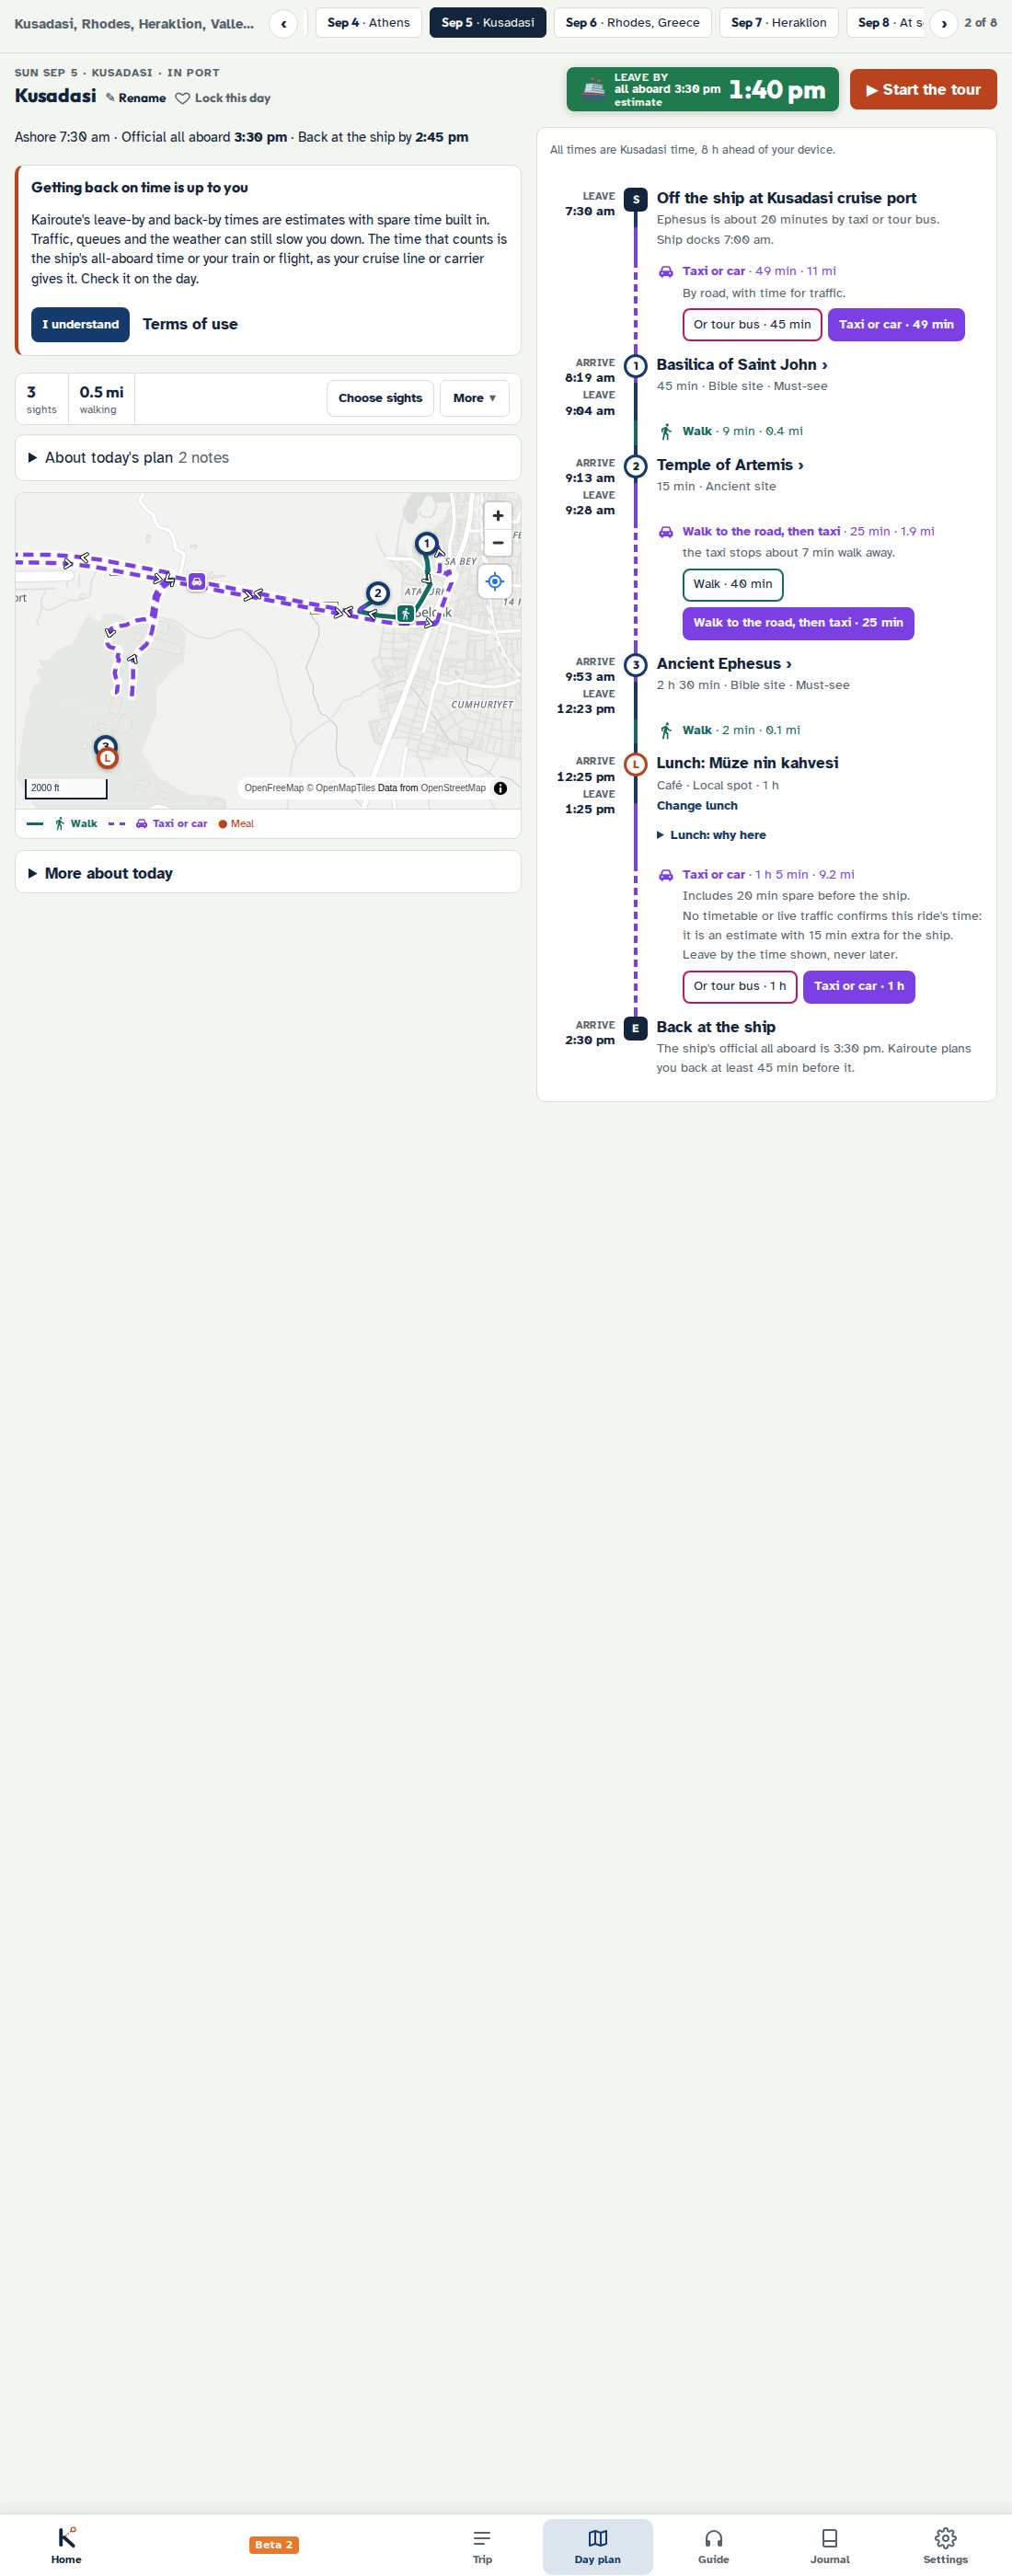 Kusadasi, Rhodes, Heraklion, Valle...
‹
Sep 4 · Athens
Sep 5 · Kusadasi
Sep 6 · Rhodes, Greece
Sep 7 · Heraklion
Sep 8 · At s
›
2 of 8
SUN SEP 5 · KUSADASI · IN PORT
Kusadasi
✎ Rename
Lock this day
LEAVE BY
all aboard 3:30 pm
estimate
1:40 pm
▶ Start the tour
Ashore 7:30 am · Official all aboard 3:30 pm · Back at the ship by 2:45 pm
Getting back on time is up to you
Kairoute's leave-by and back-by times are estimates with spare time built in.
Traffic, queues and the weather can still slow you down. The time that counts is
the ship's all-aboard time or your train or flight, as your cruise line or carrier
gives it. Check it on the day.
I understand
Terms of use
3
sights
0.5 mi
walking
Choose sights
More ▼
▶ About today's plan 2 notes
+
−
1
SA BEY
2
14
CUMHURIYET
L
2000 ft
OpenFreeMap © OpenMapTiles Data from OpenStreetMap
Walk
Taxi or car
Meal
▶ More about today
All times are Kusadasi time, 8 h ahead of your device.
LEAVE
7:30 am
S
Off the ship at Kusadasi cruise port
Ephesus is about 20 minutes by taxi or tour bus.
Ship docks 7:00 am.
Taxi or car · 49 min · 11 mi
By road, with time for traffic.
Or tour bus · 45 min
Taxi or car · 49 min
ARRIVE
8:19 am
LEAVE
9:04 am
1
Basilica of Saint John ›
45 min · Bible site · Must-see
Walk · 9 min · 0.4 mi
ARRIVE
9:13 am
LEAVE
9:28 am
2
Temple of Artemis ›
15 min · Ancient site
Walk to the road, then taxi · 25 min · 1.9 mi
the taxi stops about 7 min walk away.
Walk · 40 min
Walk to the road, then taxi · 25 min
ARRIVE
9:53 am
LEAVE
12:23 pm
3
Ancient Ephesus ›
2 h 30 min · Bible site · Must-see
Walk · 2 min · 0.1 mi
ARRIVE
12:25 pm
LEAVE
1:25 pm
L
Lunch: Müze nin kahvesi
Café · Local spot · 1 h
Change lunch
▶ Lunch: why here
Taxi or car · 1 h 5 min · 9.2 mi
Includes 20 min spare before the ship.
No timetable or live traffic confirms this ride's time:
it is an estimate with 15 min extra for the ship.
Leave by the time shown, never later.
Or tour bus · 1 h
Taxi or car · 1 h
ARRIVE
2:30 pm
E
Back at the ship
The ship's official all aboard is 3:30 pm. Kairoute plans
you back at least 45 min before it.
Home
Beta 2
Trip
Day plan
Guide
Journal
Settings